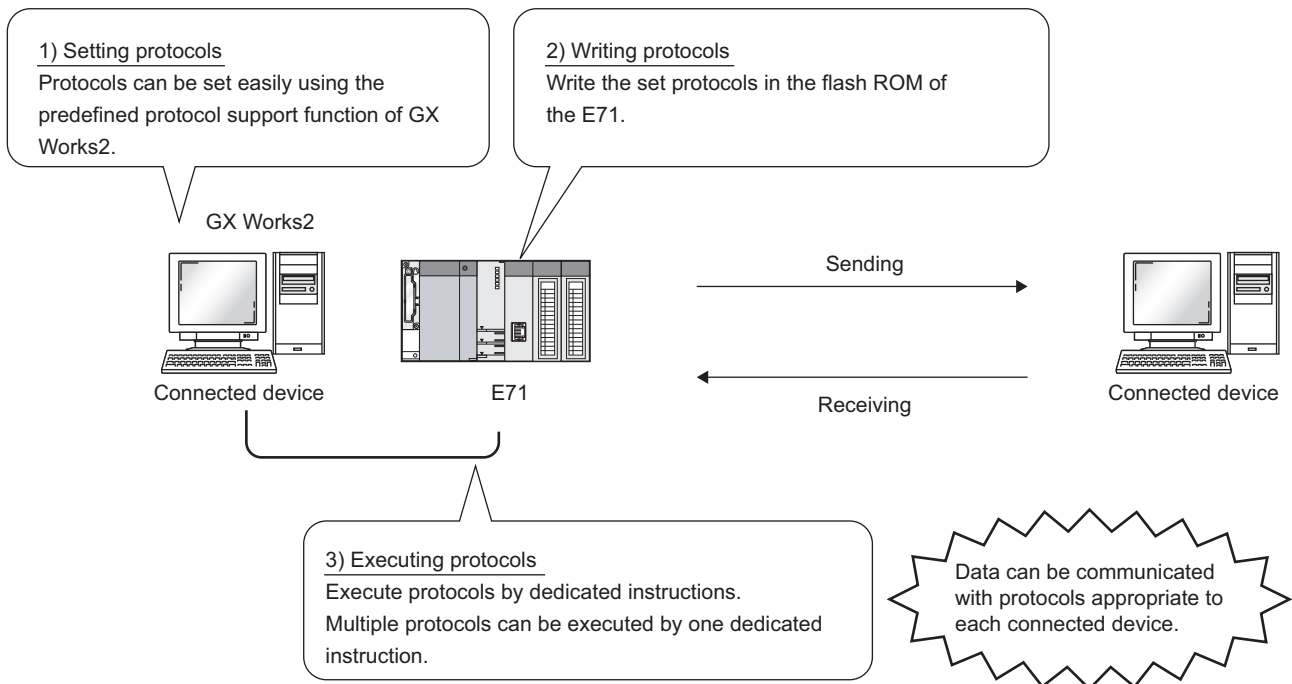 1) Setting protocols
Protocols can be set easily using the
predefined protocol support function of GX
Works2.
2) Writing protocols
Write the set protocols in the flash ROM of
the E71.
GX Works2
Sending
Connected device
E71
Receiving
Connected device
3) Executing protocols
Execute protocols by dedicated instructions.
Multiple protocols can be executed by one dedicated
instruction.
Data can be communicated
with protocols appropriate to
each connected device.